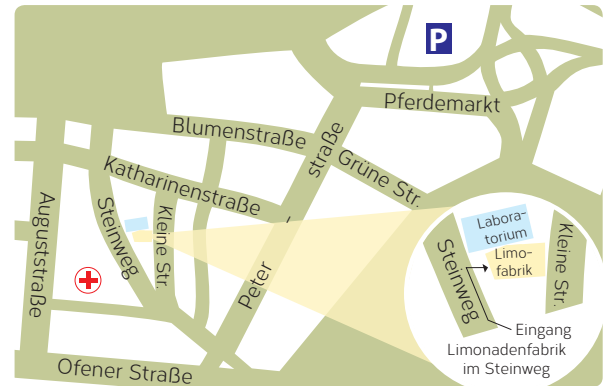 P
Pferdemarkt
Blumenstraße
Grüne Str.
Katharinenstraße
Peter
straße
Auguststraße
Steinweg
Kleine Str.
Ofener Straße
Labora-
torium
Limo-
fabrik
Steinweg
Kleine Str.
Eingang
Limonadenfabrik
im Steinweg